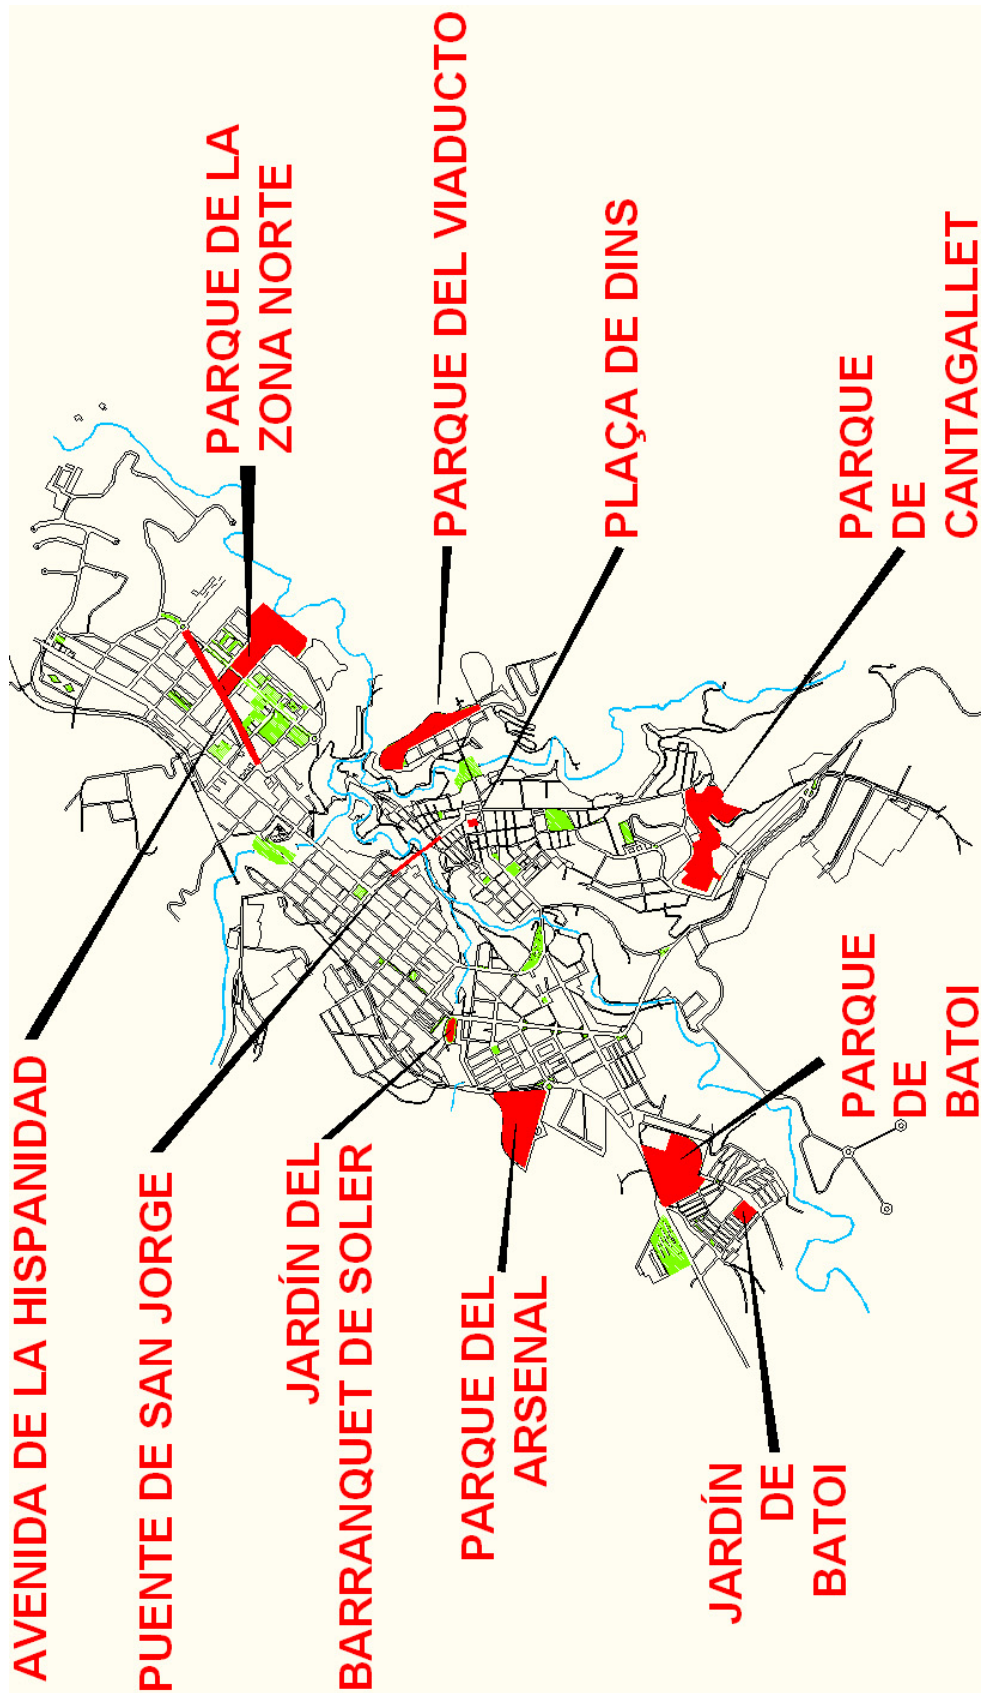 AVENIDA DE LA HISPANIDAD
PUENTE DE SAN JORGE
JARDÍN DEL
BARRANQUET DE SOLER
PARQUE DEL
ARSENAL
JARDÍN
DE
BATOI
PARQUE DE LA
ZONA NORTE
PARQUE DEL VIADUCTO
PLAÇA DE DINS
PARQUE
DE
CANTAGALLET
PARQUE
DE
BATOI